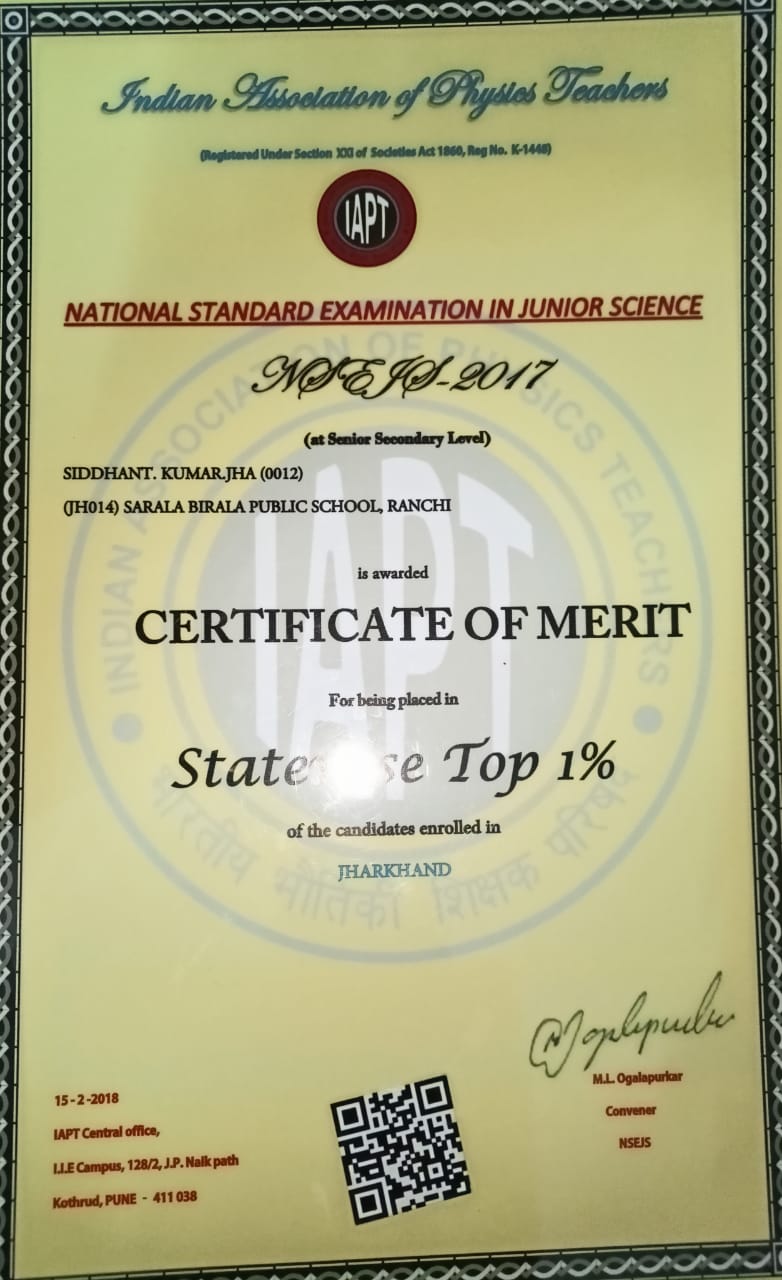 Indian Association of Physics Teachers
(Registered Under Section XXI of Societies Act 1860, Reg No. K-1448)
IAPT
NATIONAL STANDARD EXAMINATION IN JUNIOR SCIENCE
NSEJS-2017
(at Senior Secondary Level)
SIDDHANT. KUMAR.JHA (0012)
(JH014) SARALA BIRALA PUBLIC SCHOOL, RANCHI
is awarded
CERTIFICATE OF MERIT
For being placed in
Top 1%
of the candidates enrolled in
JHARKHAND
INDIAN ASSOCIATION OF PHYSICS TEACHERS
IAPT
भारतीय भौतिकी शिक्षक परिषद
M.L. Ogalapurkar
Convener
NSEJS
15-2-2018
IAPT Central office,
I.I.E Campus, 128/2, J.P. Naik path
Kothrud, PUNE - 411 038